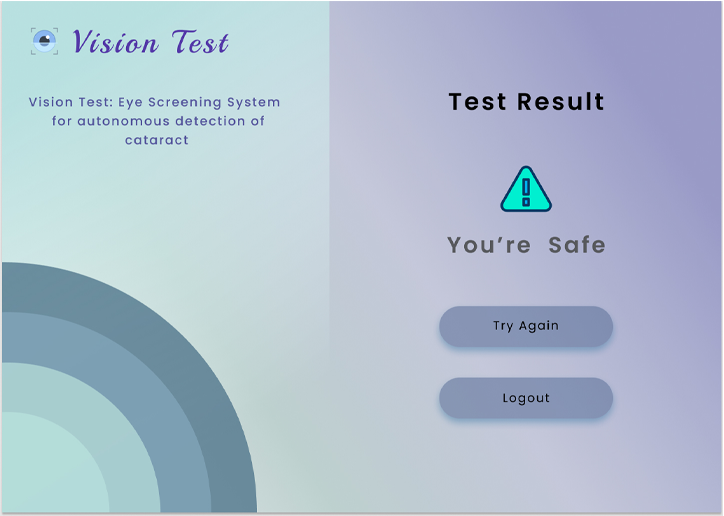 Vision Test
Vision Test: Eye Screening System
for autonomous detection of
cataract
Test Result
You're Safe
Try Again
Logout